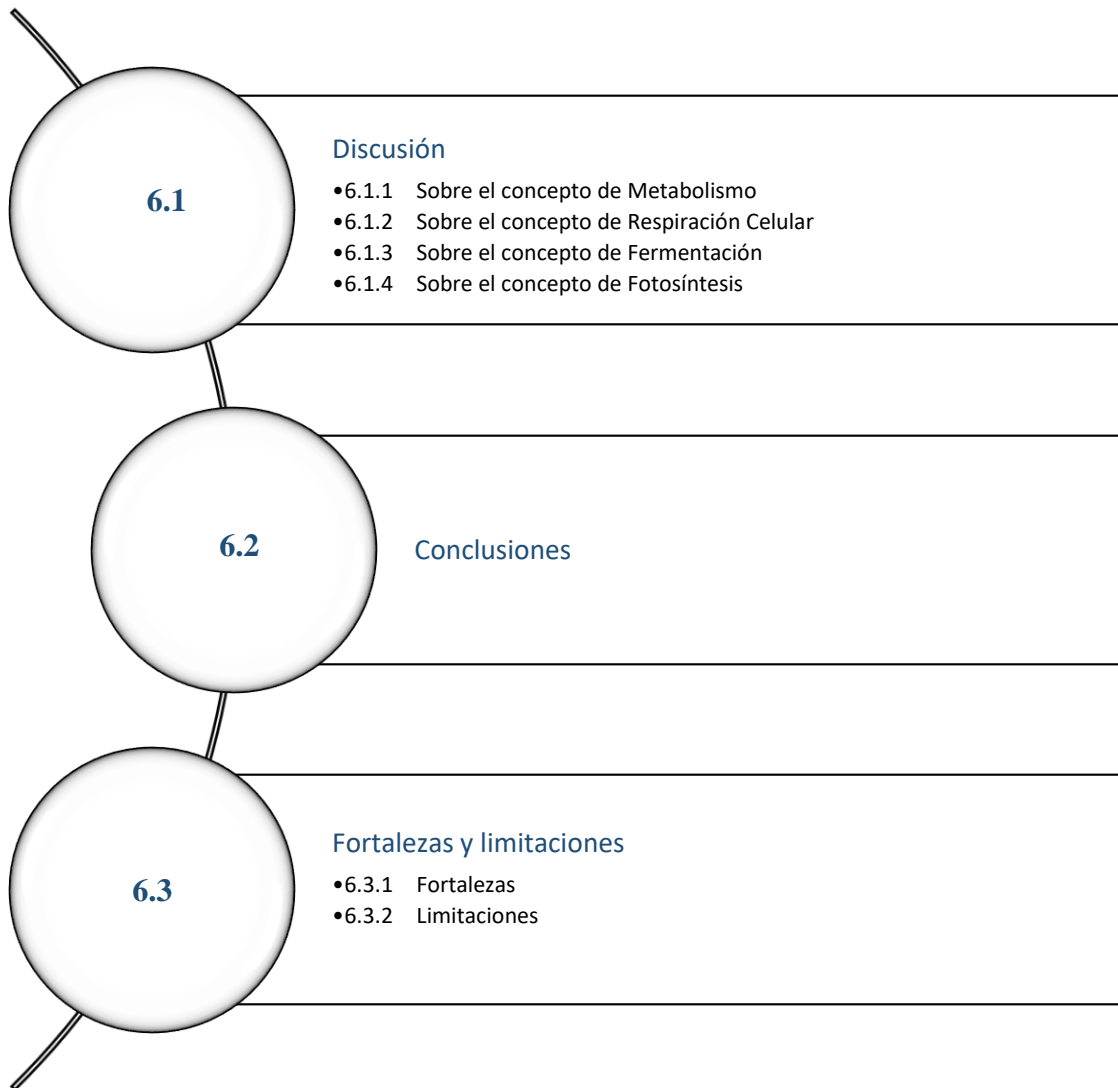 6.1
Discusión
•6.1.1 Sobre el concepto de Metabolismo
•6.1.2 Sobre el concepto de Respiración Celular
•6.1.3 Sobre el concepto de Fermentación
•6.1.4 Sobre el concepto de Fotosíntesis
6.2
Conclusiones
6.3
Fortalezas y limitaciones
•6.3.1 Fortalezas
•6.3.2 Limitaciones